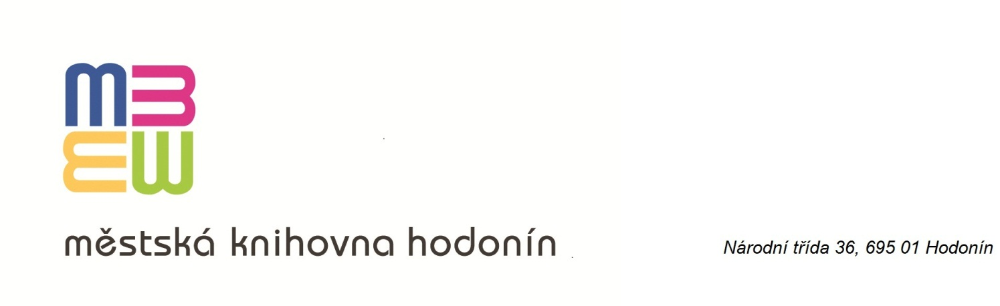 městská knihovna hodonín
Národní třída 36, 695 01 Hodonín